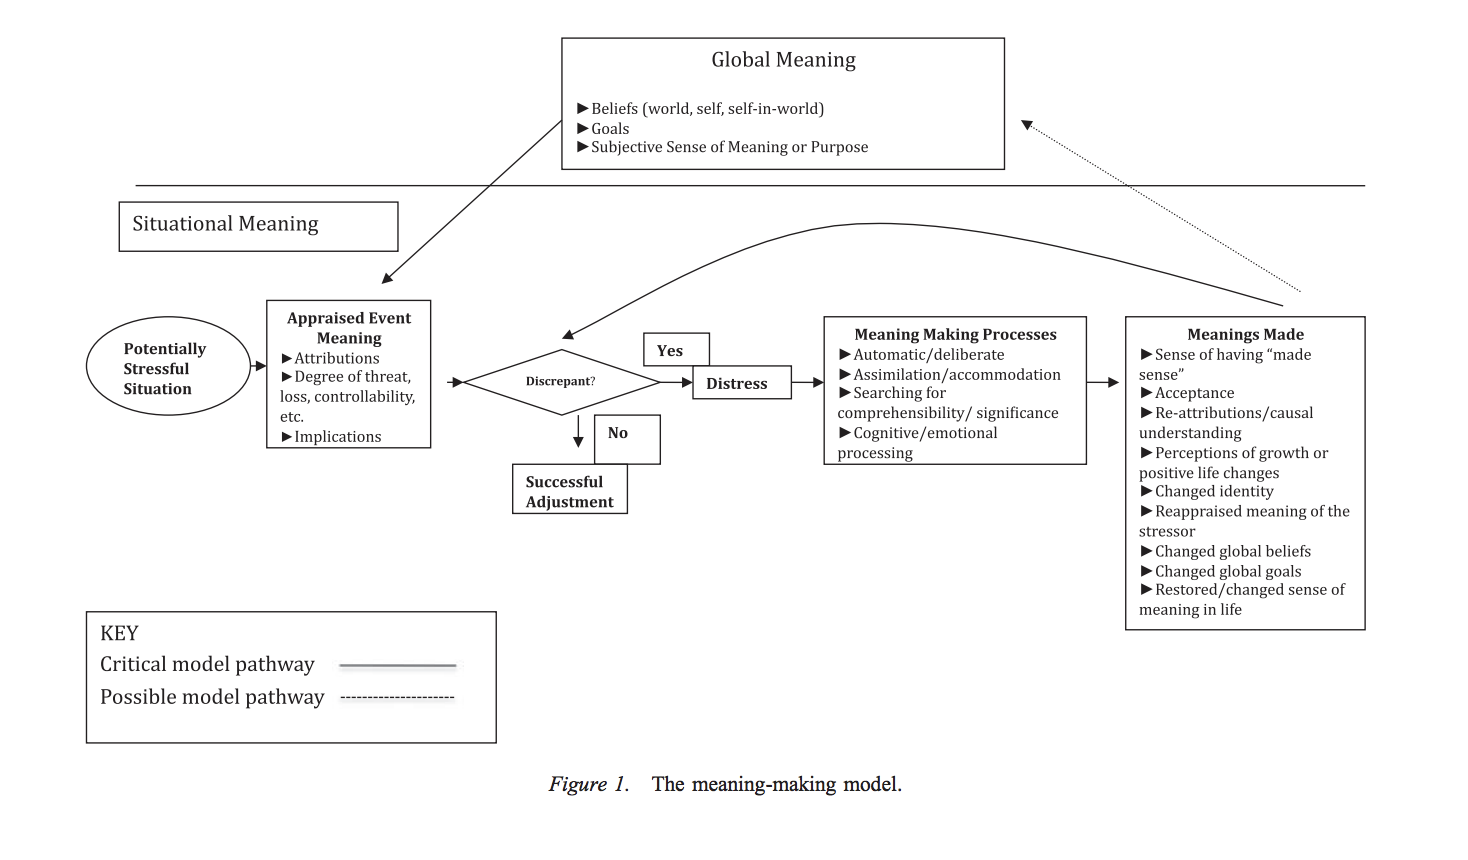 Global Meaning
►Beliefs (world, self, self-in-world)
►Goals
►Subjective Sense of Meaning or Purpose
Situational Meaning
Potentially
Stressful
Situation
Appraised Event
Meaning
►Attributions
►Degree of threat,
loss, controllability,
etc.
►Implications
Discrepant?
Yes
Distress
No
Successful
Adjustment
Meaning Making Processes
►Automatic/deliberate
►Assimilation/accommodation
►Searching for
comprehensibility/ significance
►Cognitive/emotional
processing
Meanings Made
►Sense of having “made
sense”
►Acceptance
►Re-attributions/causal
understanding
►Perceptions of growth or
positive life changes
►Changed identity
►Reappraised meaning of the
stressor
►Changed global beliefs
►Changed global goals
►Restored/changed sense of
meaning in life
KEY
Critical model pathway
Possible model pathway
Figure 1. The meaning-making model.